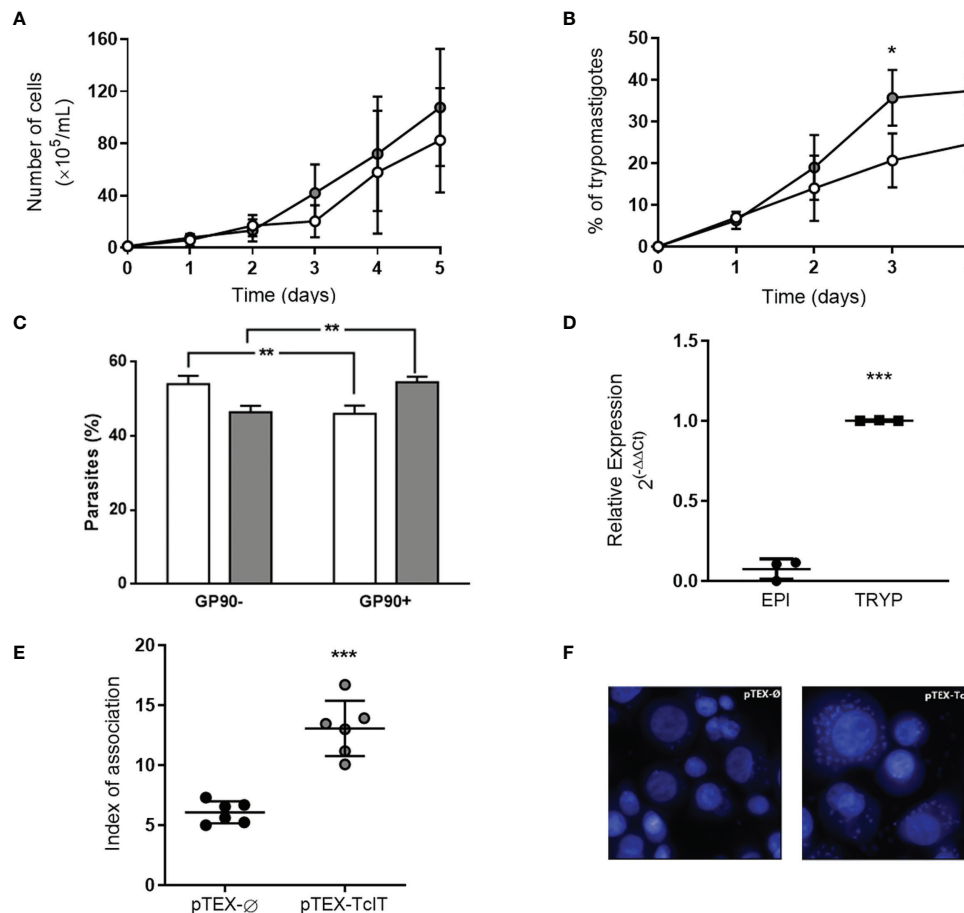 A
Number of cells
(×10⁵/mL)
160
120
80
40
0
0 1 2 3 4 5
Time (days)
B
% of trypomastigotes
50
40
30
20
10
0
*
0 1 2 3
Time (days)
C
Parasites (%)
60
40
20
0
**
**
GP90- GP90+
D
Relative Expression
2^(-ΔΔCt)
1.5
1.0
0.5
0.0
***
EPI TRYP
E
Index of association
20
15
10
5
0
***
pTEX-∅ pTEX-TcIT
F
pTEX-Ø
pTEX-Tc